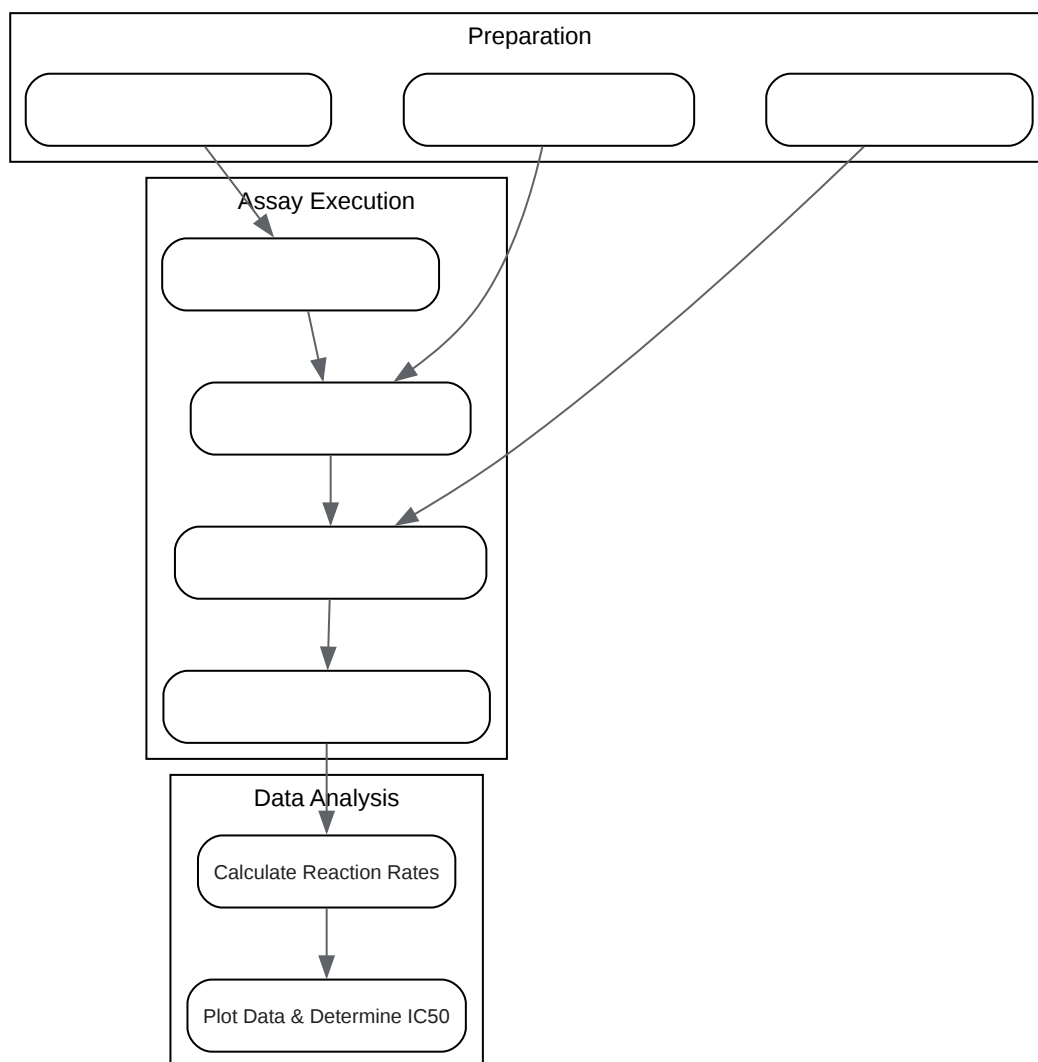 Preparation
Assay Execution
Data Analysis
Calculate Reaction Rates
Plot Data & Determine IC50